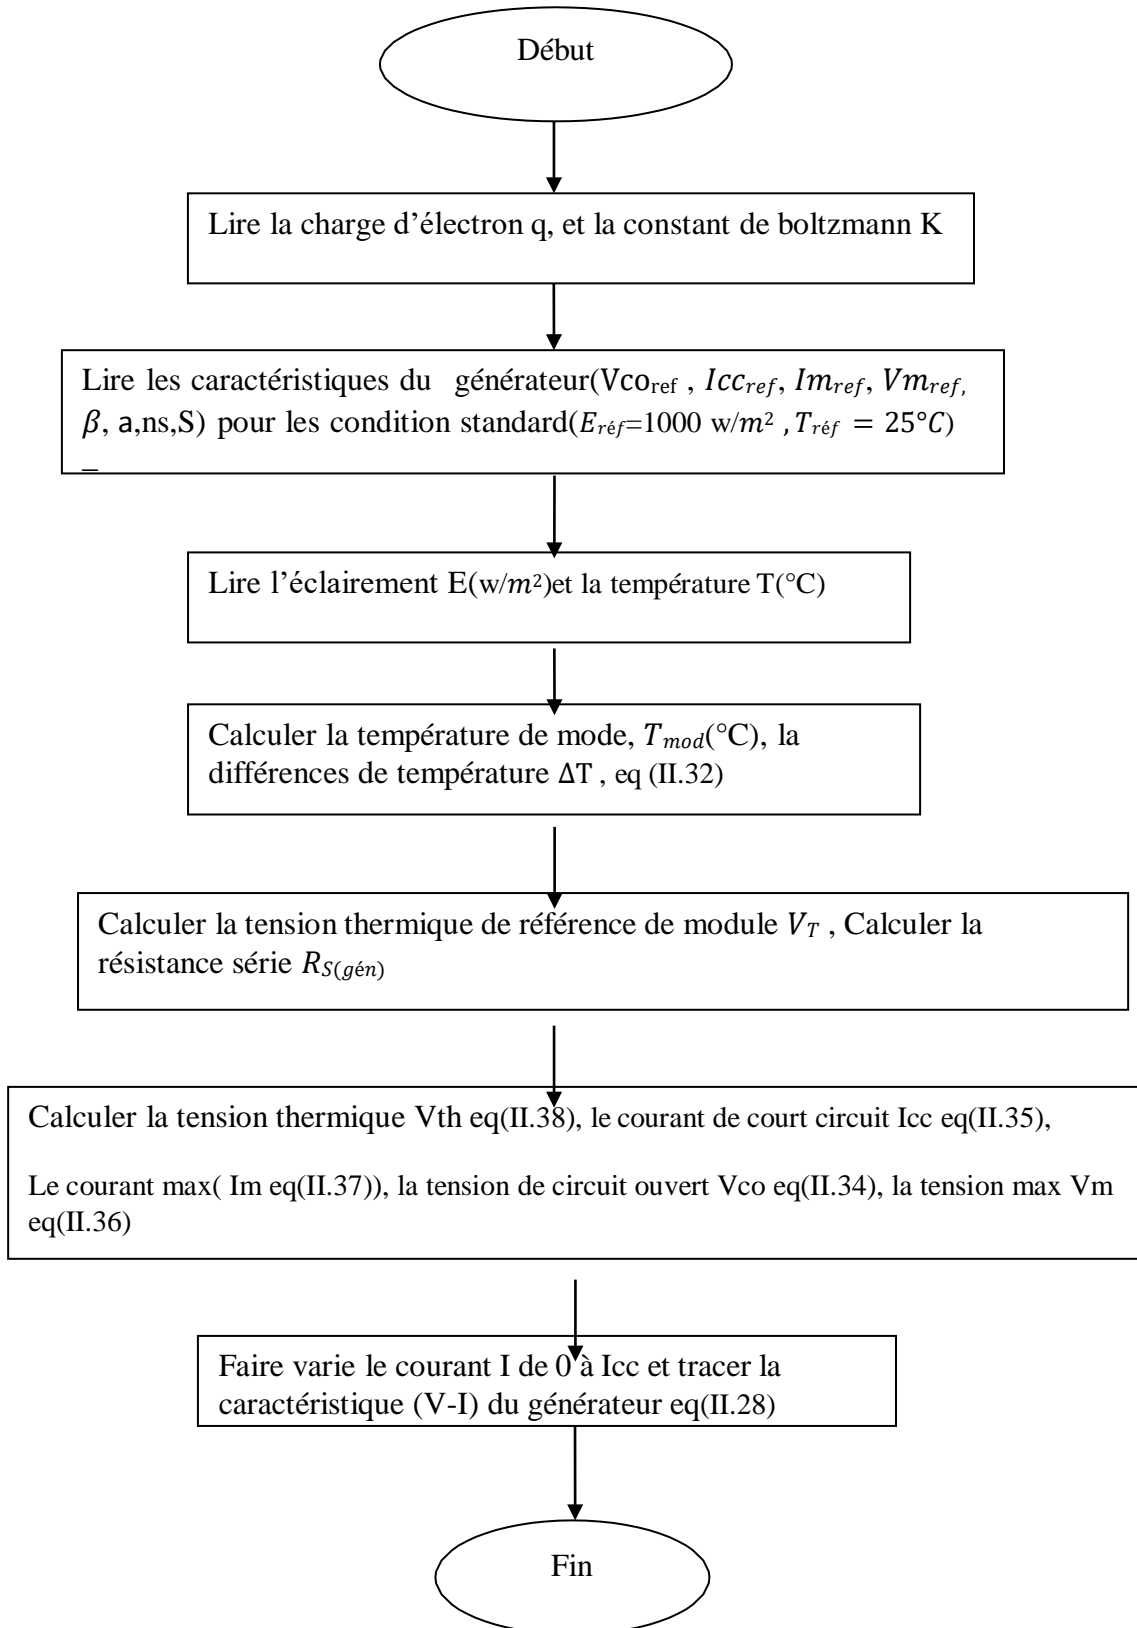 Début
Lire la charge d’électron q, et la constant de boltzmann K
Lire les caractéristiques du générateur(Vco_ref , Icc_ref, Im_ref, Vm_ref,
β, a,ns,S) pour les condition standard(E_réf=1000 w/m² , T_réf = 25°C)
_
Lire l’éclairement E(w/m²)et la température T(°C)
Calculer la température de mode, T_mod(°C), la
différences de température ΔT , eq (II.32)
Calculer la tension thermique de référence de module V_T , Calculer la
résistance série R_S(gén)
Calculer la tension thermique Vth eq(II.38), le courant de court circuit Icc eq(II.35),
Le courant max( Im eq(II.37)), la tension de circuit ouvert Vco eq(II.34), la tension max Vm
eq(II.36)
Faire varie le courant I de 0 à Icc et tracer la
caractéristique (V-I) du générateur eq(II.28)
Fin